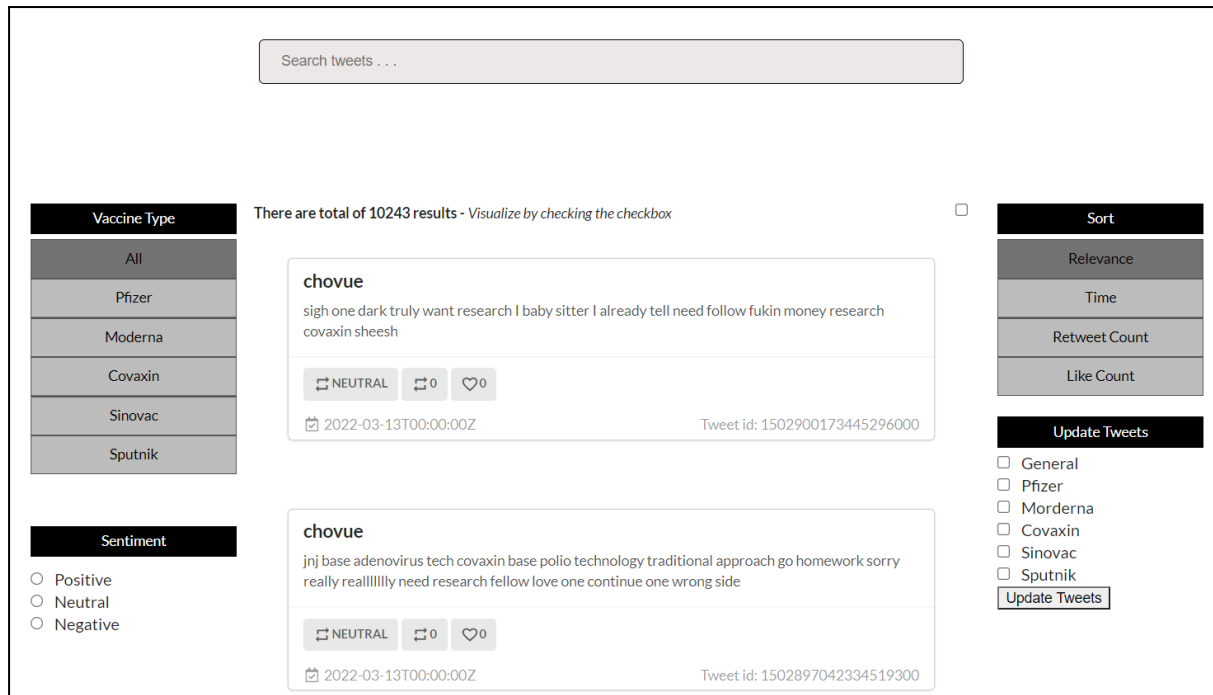 Search tweets . . .
Vaccine Type
All
Pfizer
Moderna
Covaxin
Sinovac
Sputnik
Sentiment
Positive
Neutral
Negative
There are total of 10243 results - Visualize by checking the checkbox
chovue
sigh one dark truly want research I baby sitter I already tell need follow fukin money research
covaxin sheesh
NEUTRAL 0 0
2022-03-13T00:00:00Z Tweet id: 1502900173445296000
chovue
jnj base adenovirus tech covaxin base polio technology traditional approach go homework sorry
really reallllllly need research fellow love one continue one wrong side
NEUTRAL 0 0
2022-03-13T00:00:00Z Tweet id: 1502897042334519300
Sort
Relevance
Time
Retweet Count
Like Count
Update Tweets
General
Pfizer
Morderna
Covaxin
Sinovac
Sputnik
Update Tweets